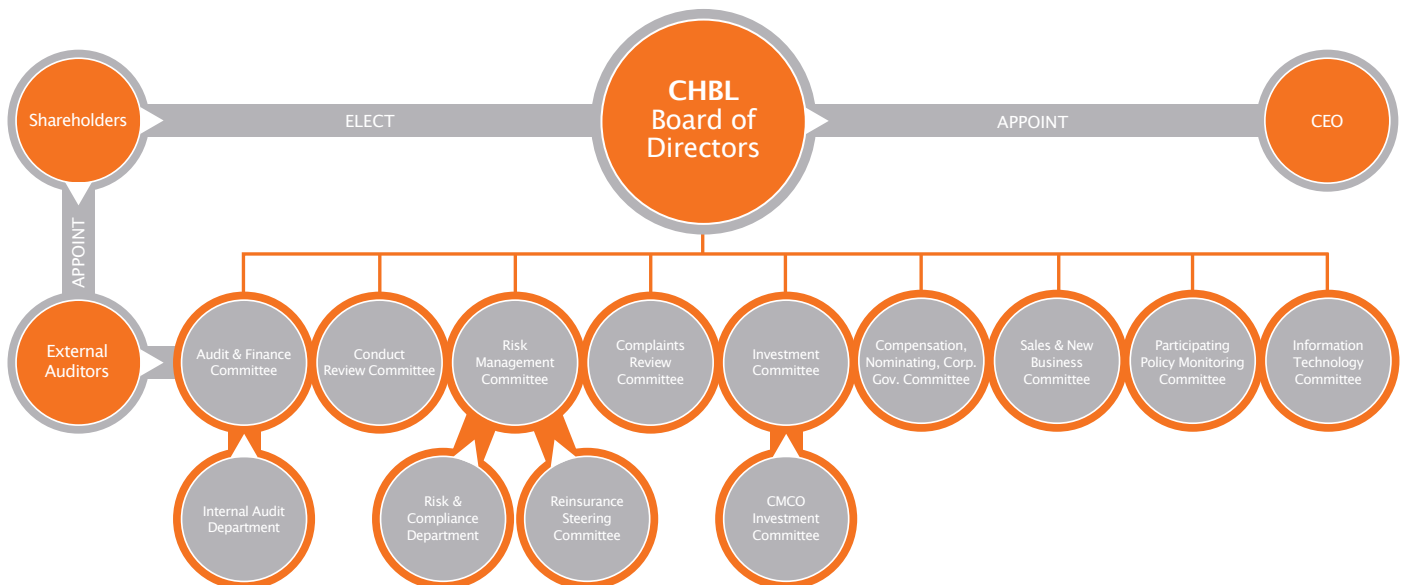 CHBL
Board of
Directors
Shareholders
ELECT
APPOINT
CEO
APPOINT
External
Auditors
Audit & Finance
Committee
Conduct
Review Committee
Risk
Management
Committee
Complaints
Review
Committee
Investment
Committee
Compensation,
Nominating, Corp.
Gov. Committee
Sales & New
Business
Committee
Participating
Policy Monitoring
Committee
Information
Technology
Committee
Internal Audit
Department
Risk &
Compliance
Department
Reinsurance
Steering
Committee
CMCO
Investment
Committee